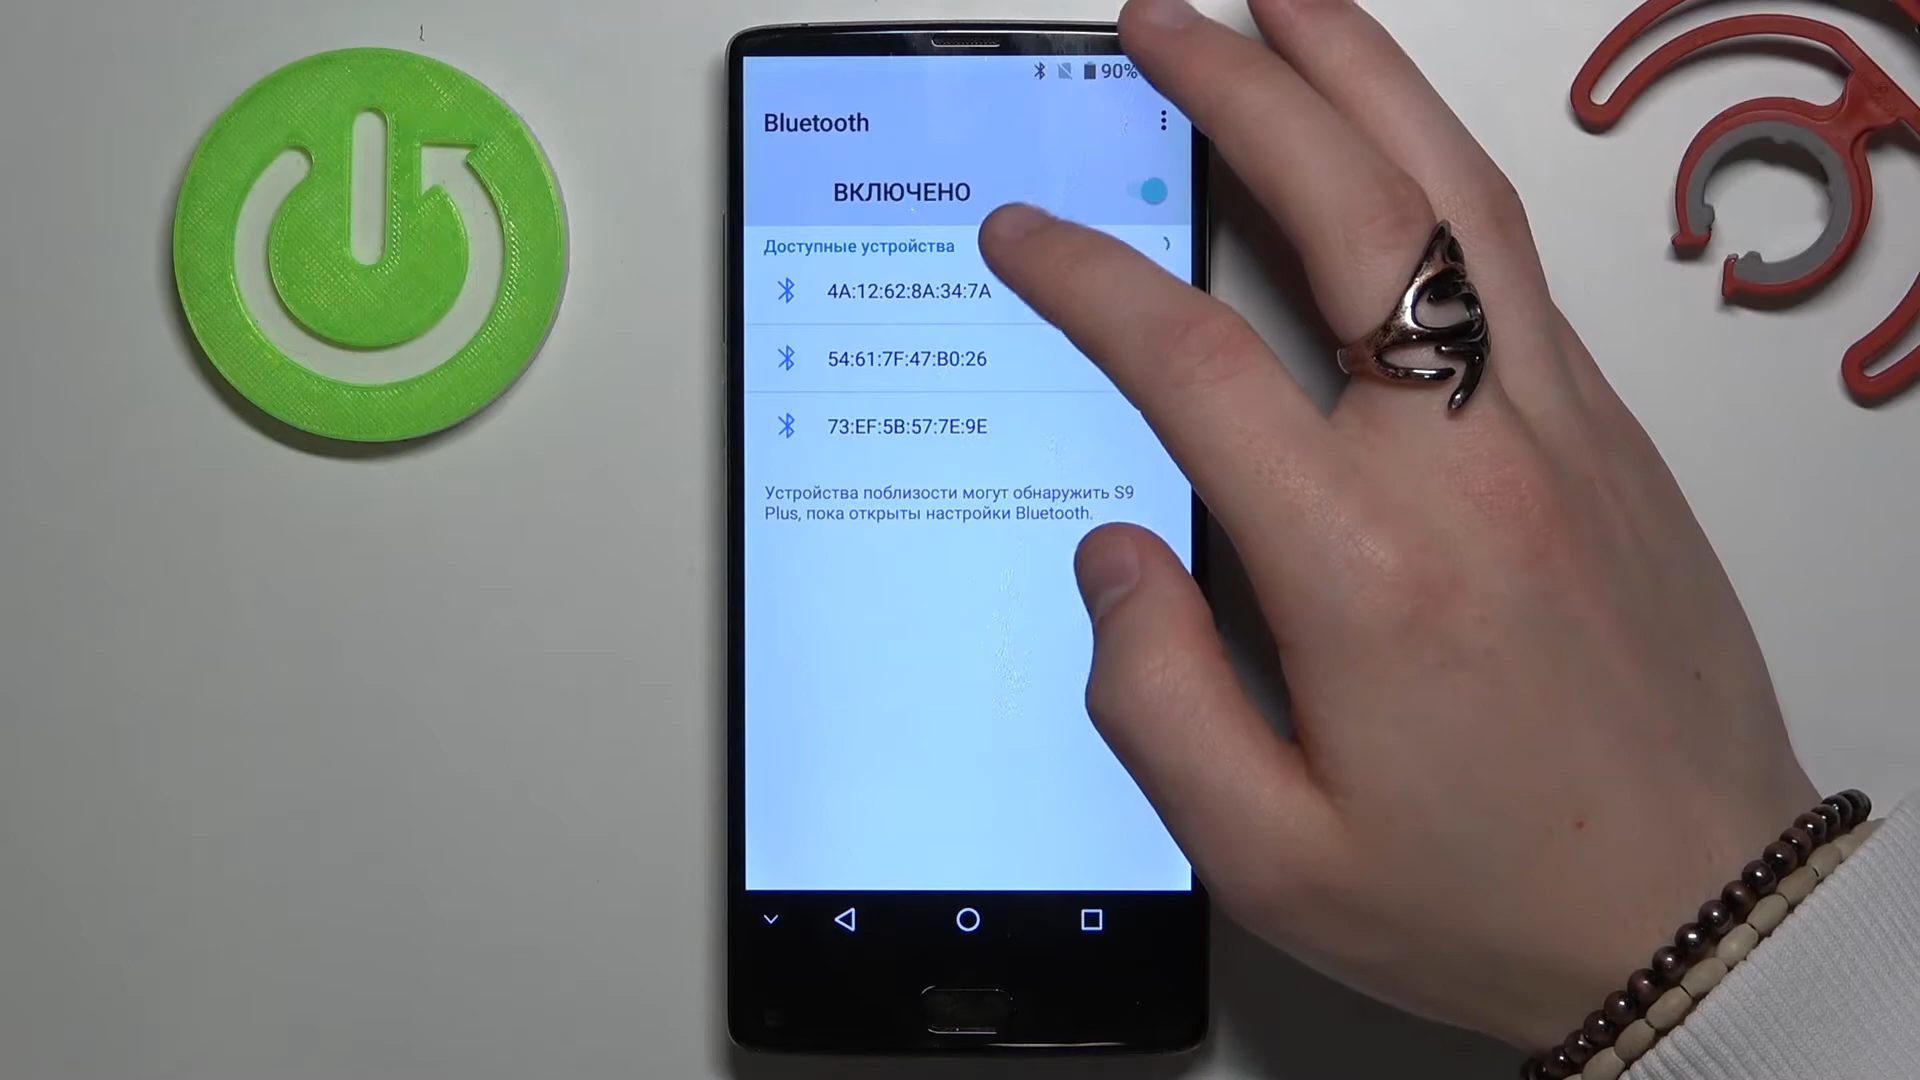 90%
Bluetooth
ВКЛЮЧЕНО
Доступные устройства
4A:12:62:8A:34:7A
54:61:7F:47:B0:26
73:EF:5B:57:7E:9E
Устройства поблизости могут обнаружить S9
Plus, пока открыты настройки Bluetooth.